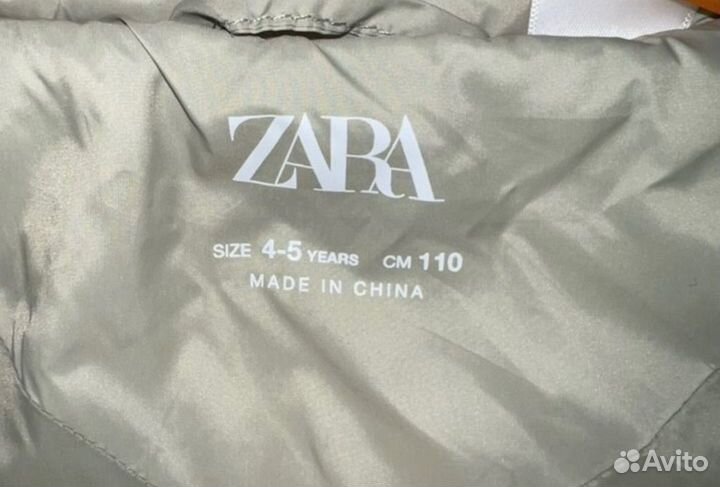 ZARA
SIZE 4-5 YEARS CM 110
MADE IN CHINA
Avito